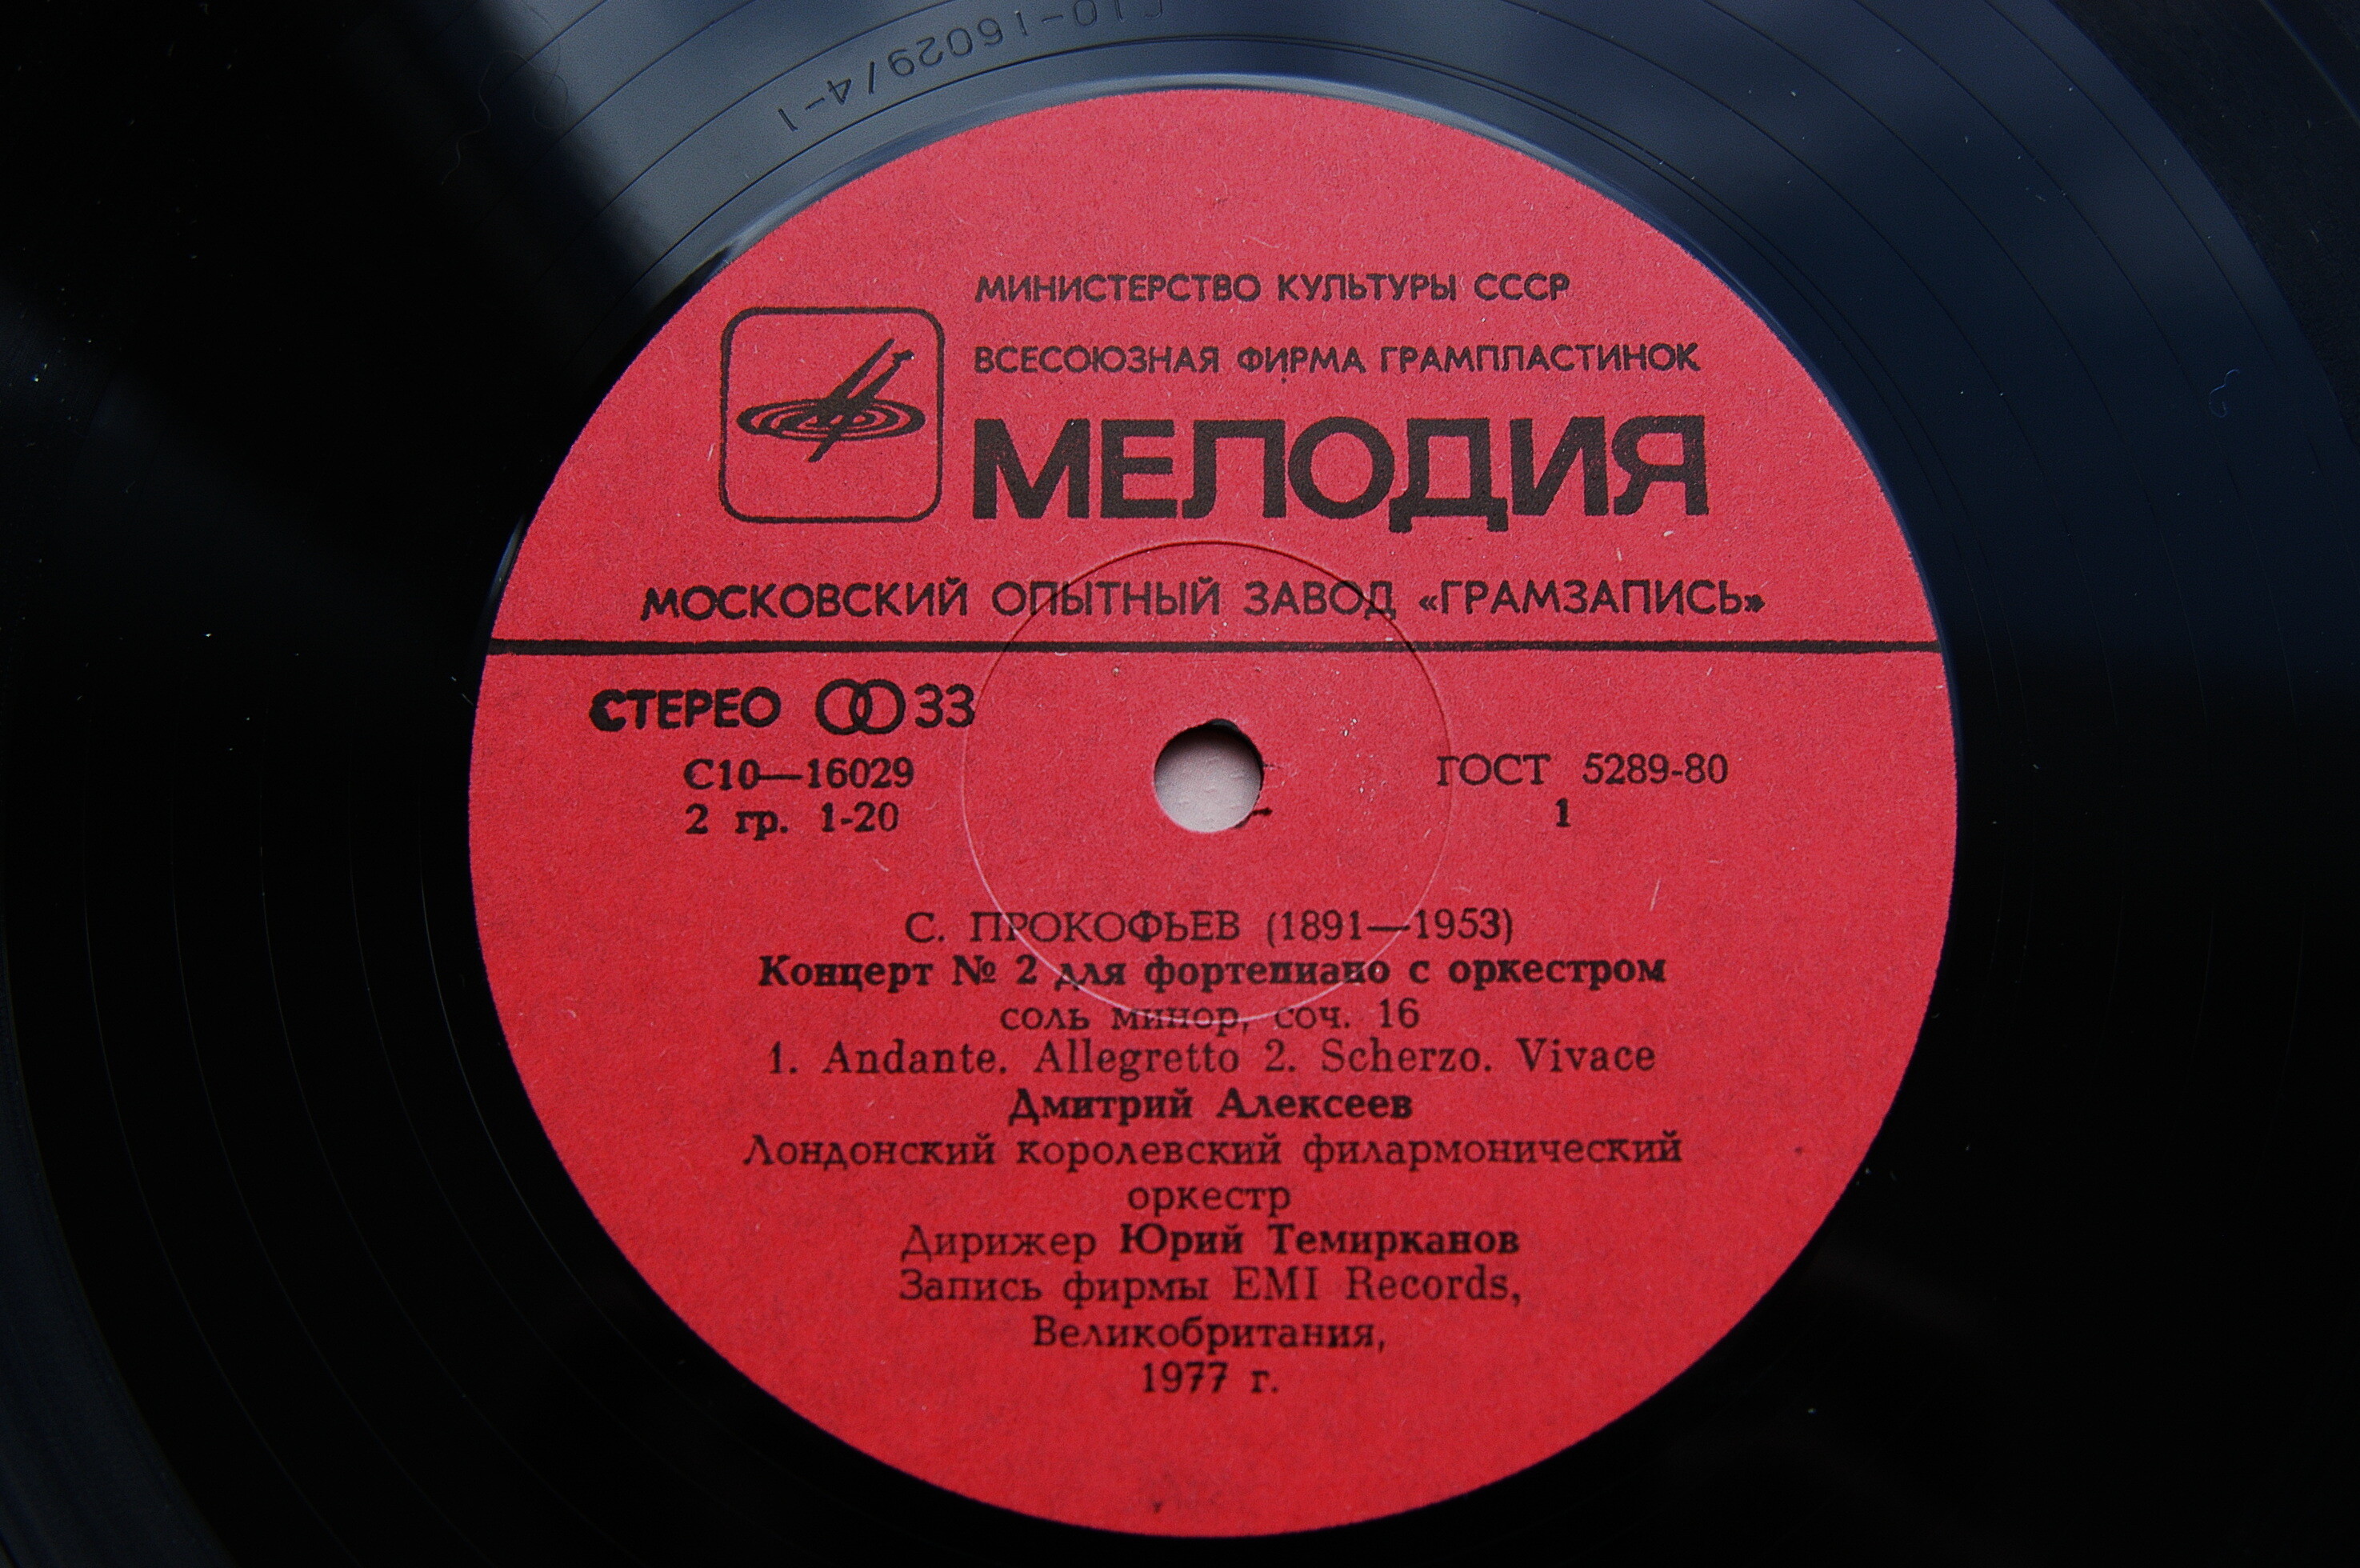 С10-16029/4-1
МИНИСТЕРСТВО КУЛЬТУРЫ СССР
ВСЕСОЮЗНАЯ ФИРМА ГРАМПЛАСТИНОК
МЕЛОДИЯ
МОСКОВСКИЙ ОПЫТНЫЙ ЗАВОД «ГРАМЗАПИСЬ»
СТЕРЕО 33
С10—16029
2 гр. 1-20
ГОСТ 5289-80
1
С. ПРОКОФЬЕВ (1891—1953)
Концерт № 2 для фортепиано с оркестром
соль минор, соч. 16
1. Andante. Allegretto 2. Scherzo. Vivace
Дмитрий Алексеев
Лондонский королевский филармонический
оркестр
Дирижер Юрий Темирканов
Запись фирмы EMI Records,
Великобритания,
1977 г.